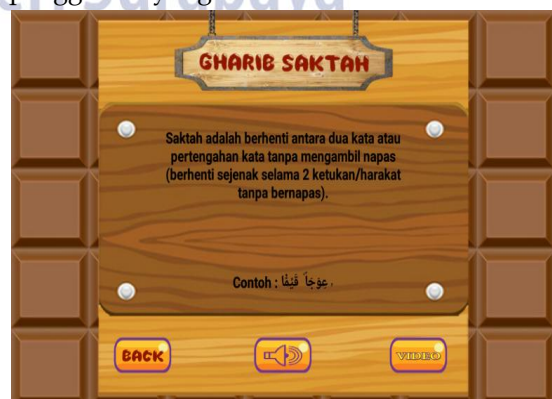 GHARIB SAKTAH
Saktah adalah berhenti antara dua kata atau
pertengahan kata tanpa mengambil napas
(berhenti sejenak selama 2 ketukan/harakat
tanpa bernapas).
Contoh : عِوَجَاً قَيِّمًا .
BACK
VIDEO